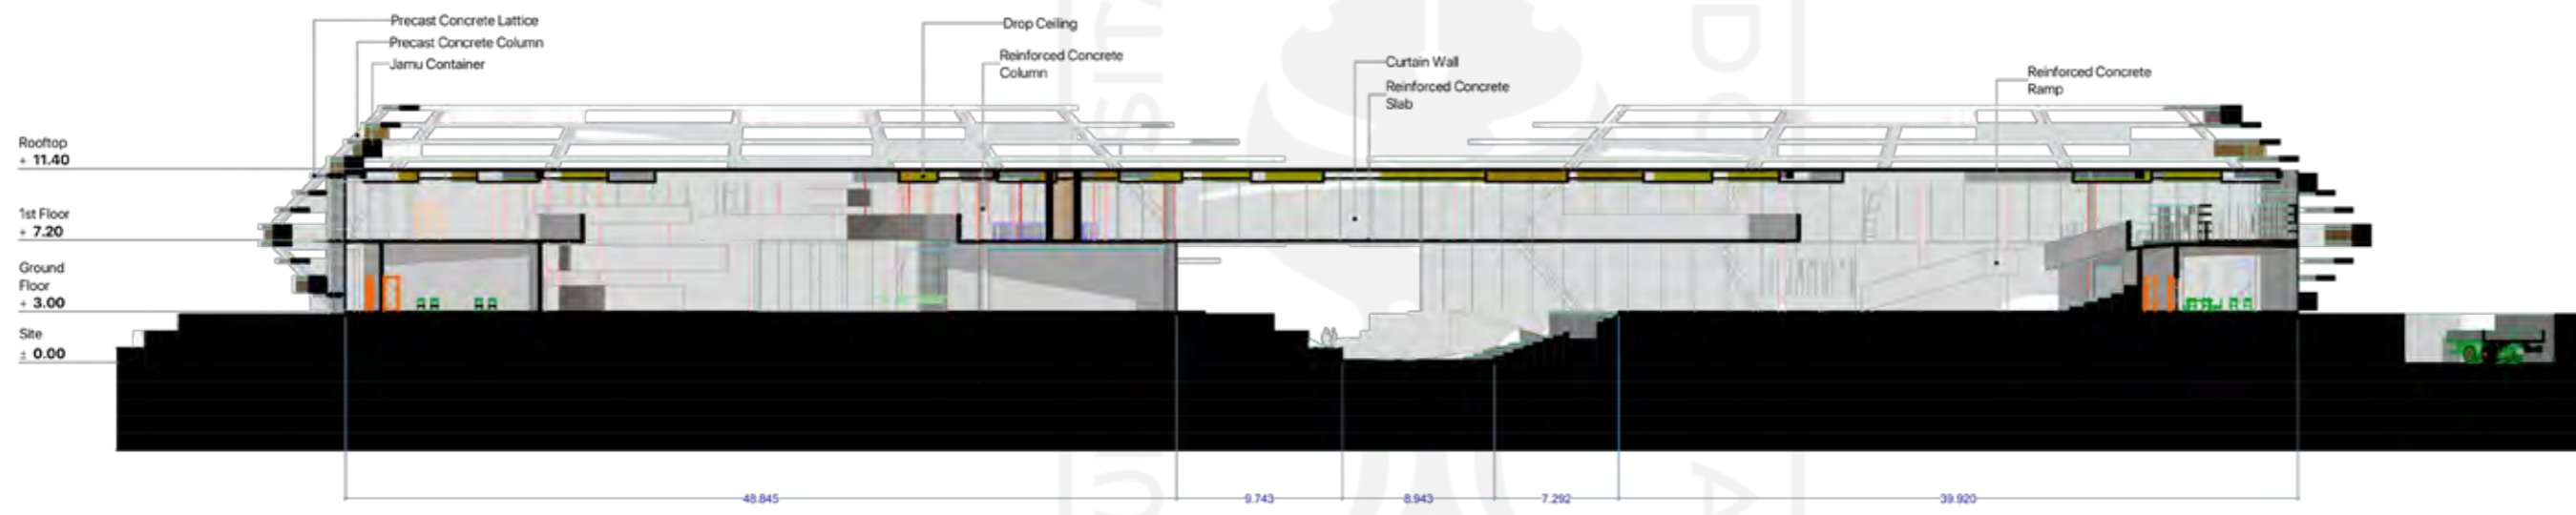 Precast Concrete Lattice
Precast Concrete Column
Jamu Container
Drop Ceiling
Reinforced Concrete
Column
Curtain Wall
Reinforced Concrete
Slab
Reinforced Concrete
Ramp
Rooftop
+ 11.40
1st Floor
+ 7.20
Ground
Floor
+ 3.00
Site
± 0.00
48.845
9.743
8.943
7.292
39.920